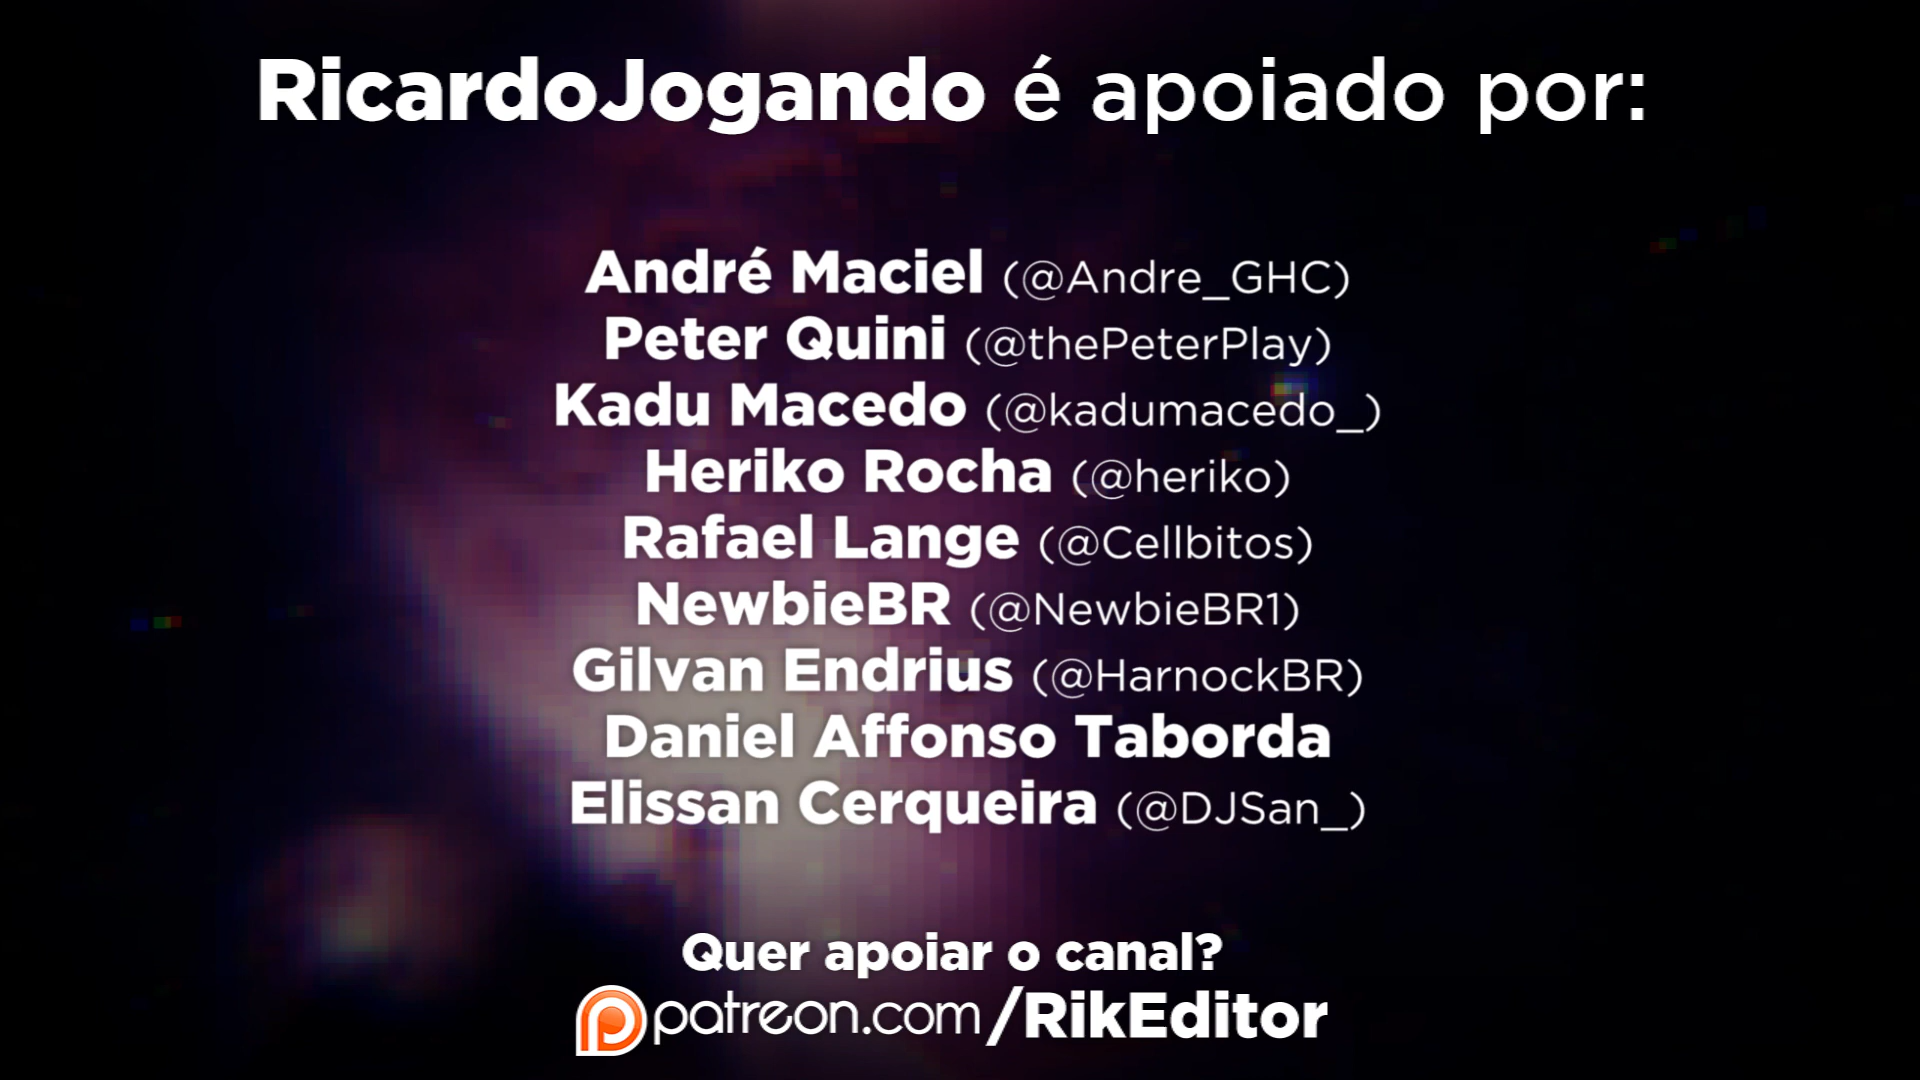 RicardoJogando é apoiado por:
André Maciel (@Andre_GHC)
Peter Quini (@thePeterPlay)
Kadu Macedo (@kadumacedo_)
Heriko Rocha (@heriko)
Rafael Lange (@Cellbitos)
NewbieBR (@NewbieBR1)
Gilvan Endrius (@HarnockBR)
Daniel Affonso Taborda
Elissan Cerqueira (@DJSan_)
Quer apoiar o canal?
patreon.com/RikEditor